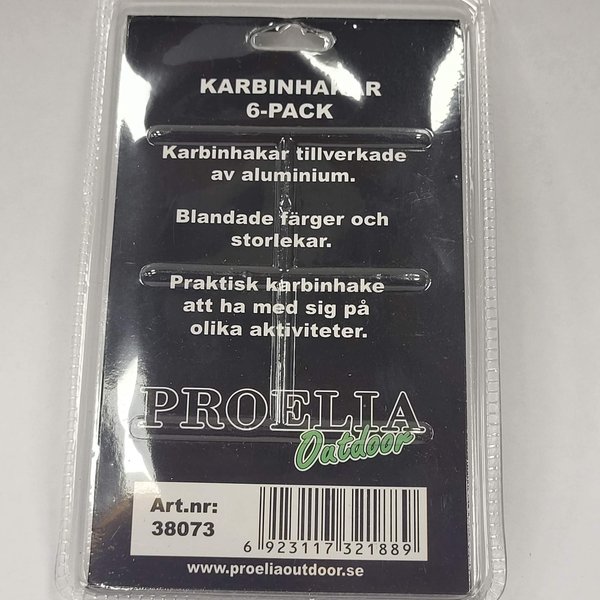 KARBINHAKAR
6-PACK
Karbinhakar tillverkade
av aluminium.
Blandade färger och
storlekar.
Praktisk karbinhake
att ha med sig på
olika aktiviteter.
PROELIA
Outdoor
Art.nr:
38073
6 923117 321889
www.proeliaoutdoor.se